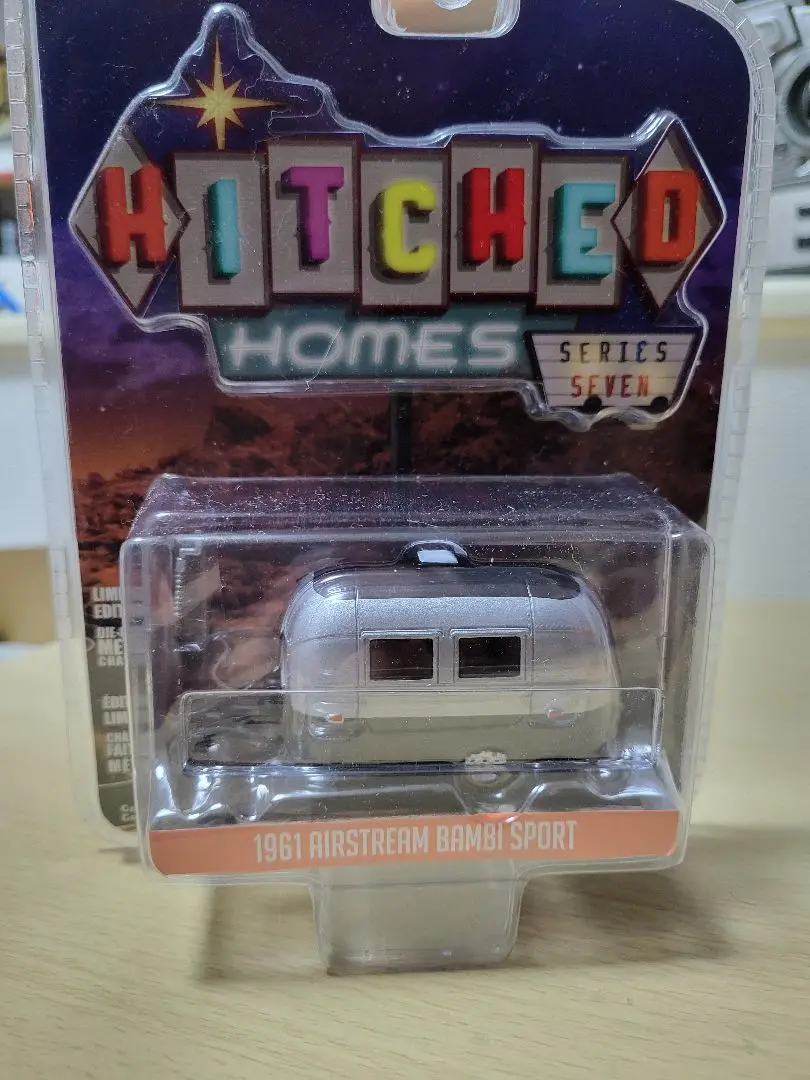 HITCHED
HOMES
SERIES
SEVEN
1961 AIRSTREAM BAMBI SPORT